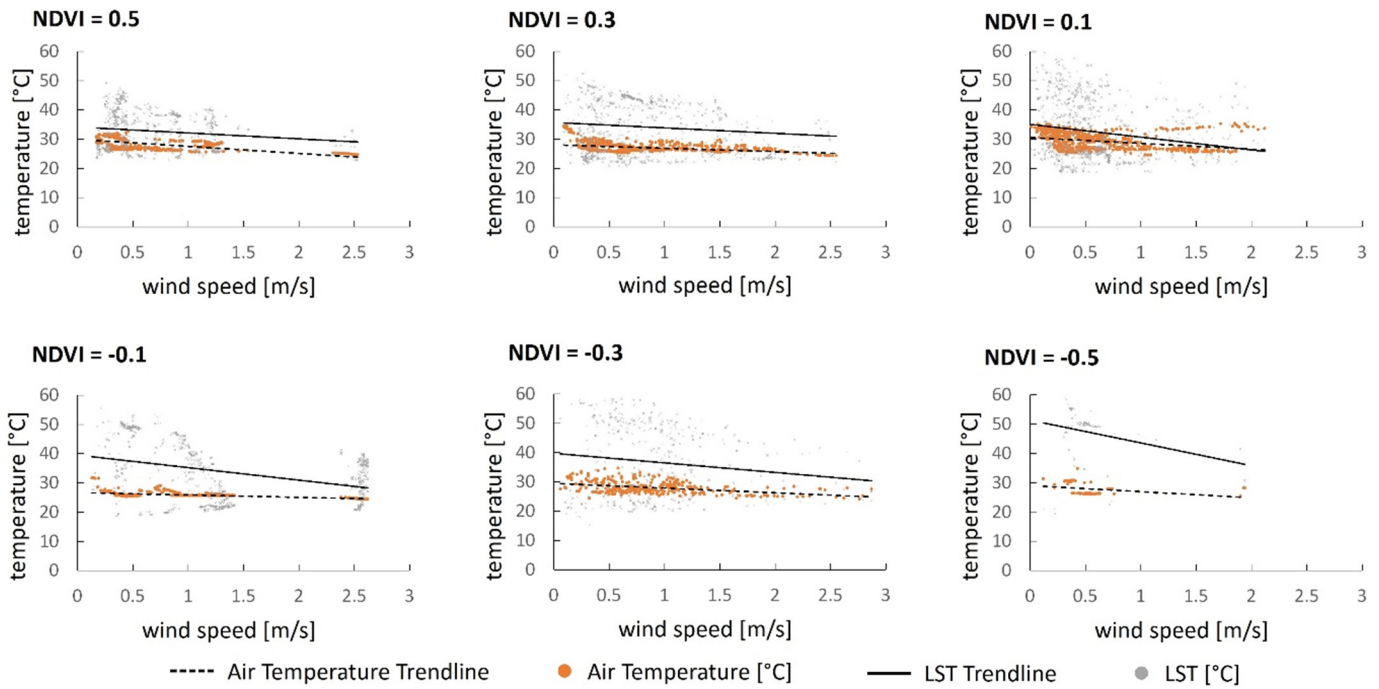 NDVI = 0.5
temperature [°C]
60
50
40
30
20
10
0
0 0.5 1 1.5 2 2.5 3
wind speed [m/s]
NDVI = 0.3
temperature [°C]
60
50
40
30
20
10
0
0 0.5 1 1.5 2 2.5 3
wind speed [m/s]
NDVI = 0.1
temperature [°C]
60
50
40
30
20
10
0
0 0.5 1 1.5 2 2.5 3
wind speed [m/s]
NDVI = -0.1
temperature [°C]
60
50
40
30
20
10
0
0 0.5 1 1.5 2 2.5 3
wind speed [m/s]
NDVI = -0.3
temperature [°C]
60
50
40
30
20
10
0
0 0.5 1 1.5 2 2.5 3
wind speed [m/s]
NDVI = -0.5
temperature [°C]
60
50
40
30
20
10
0
0 0.5 1 1.5 2 2.5 3
wind speed [m/s]
Air Temperature Trendline Air Temperature [°C] LST Trendline LST [°C]